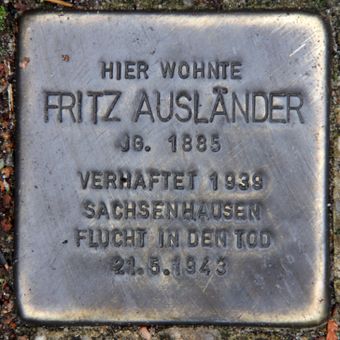 HIER WOHNTE
FRITZ AUSLÄNDER
JG. 1885
VERHAFTET 1939
SACHSENHAUSEN
FLUCHT IN DEN TOD
21.5.1943